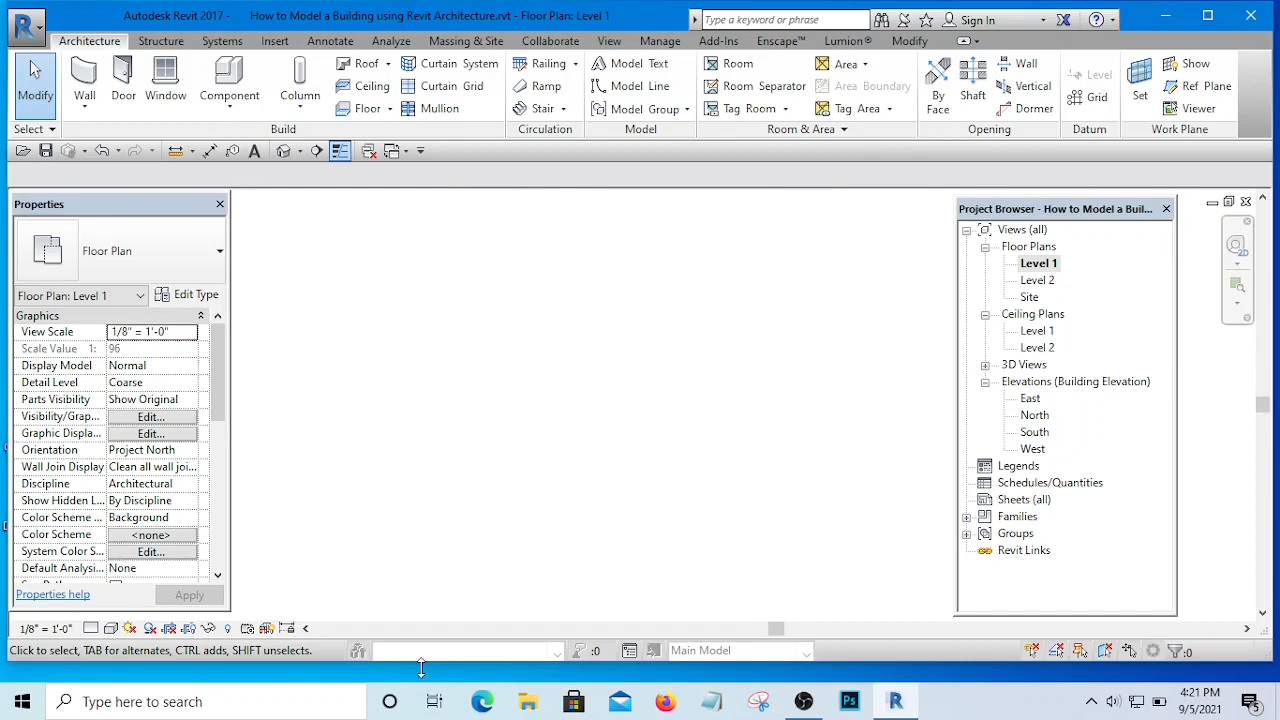 Autodesk Revit 2017 - How to Model a Building using Revit Architecture.rvt - Floor Plan: Level 1
Type a keyword or phrase
Sign In
Architecture Structure Systems Insert Annotate Analyze Massing & Site Collaborate View Manage Add-Ins Enscape™ Lumion® Modify
Modify
Wall
Door
Window
Component
Column
Roof
Ceiling
Floor
Curtain System
Curtain Grid
Mullion
Railing
Ramp
Stair
Model Text
Model Line
Model Group
Room
Room Separator
Tag Room
Area
Area Boundary
Tag Area
By Face
Shaft
Wall
Vertical
Dormer
Level
Grid
Set
Show
Ref Plane
Viewer
Select Build Circulation Model Room & Area Opening Datum Work Plane
Properties
Floor Plan
Floor Plan: Level 1 Edit Type
Graphics
View Scale 1/8" = 1'-0"
Scale Value 1: 96
Display Model Normal
Detail Level Coarse
Parts Visibility Show Original
Visibility/Grap... Edit...
Graphic Displa... Edit...
Orientation Project North
Wall Join Display Clean all wall joi...
Discipline Architectural
Show Hidden L... By Discipline
Color Scheme ... Background
Color Scheme <none>
System Color S... Edit...
Default Analysi... None
Properties help Apply
Project Browser - How to Model a Buil...
Views (all)
Floor Plans
Level 1
Level 2
Site
Ceiling Plans
Level 1
Level 2
3D Views
Elevations (Building Elevation)
East
North
South
West
Legends
Schedules/Quantities
Sheets (all)
Families
Groups
Revit Links
2D
1/8" = 1'-0"
Click to select, TAB for alternates, CTRL adds, SHIFT unselects.
:0
Main Model
:0
Type here to search
4:21 PM
9/5/2021
5